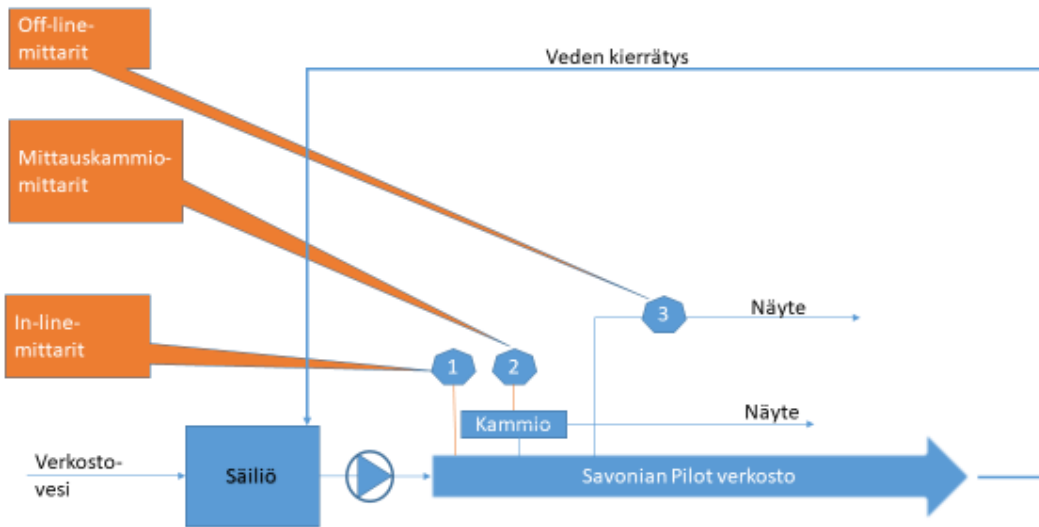 Off-line-
mittarit
Veden kierrätys
Mittauskammio-
mittarit
In-line-
mittarit
3
Näyte
1
2
Kammio
Näyte
Verkosto-
vesi
Säiliö
Savonian Pilot verkosto